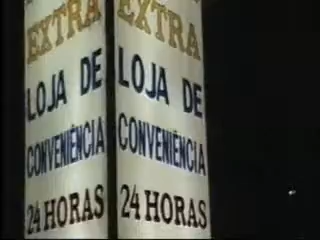 EXTRA
LOJA DE
CONVENIÊNCIA
24 HORAS
EXTRA
LOJA DE
CONVENIÊNCIA
24 HORAS